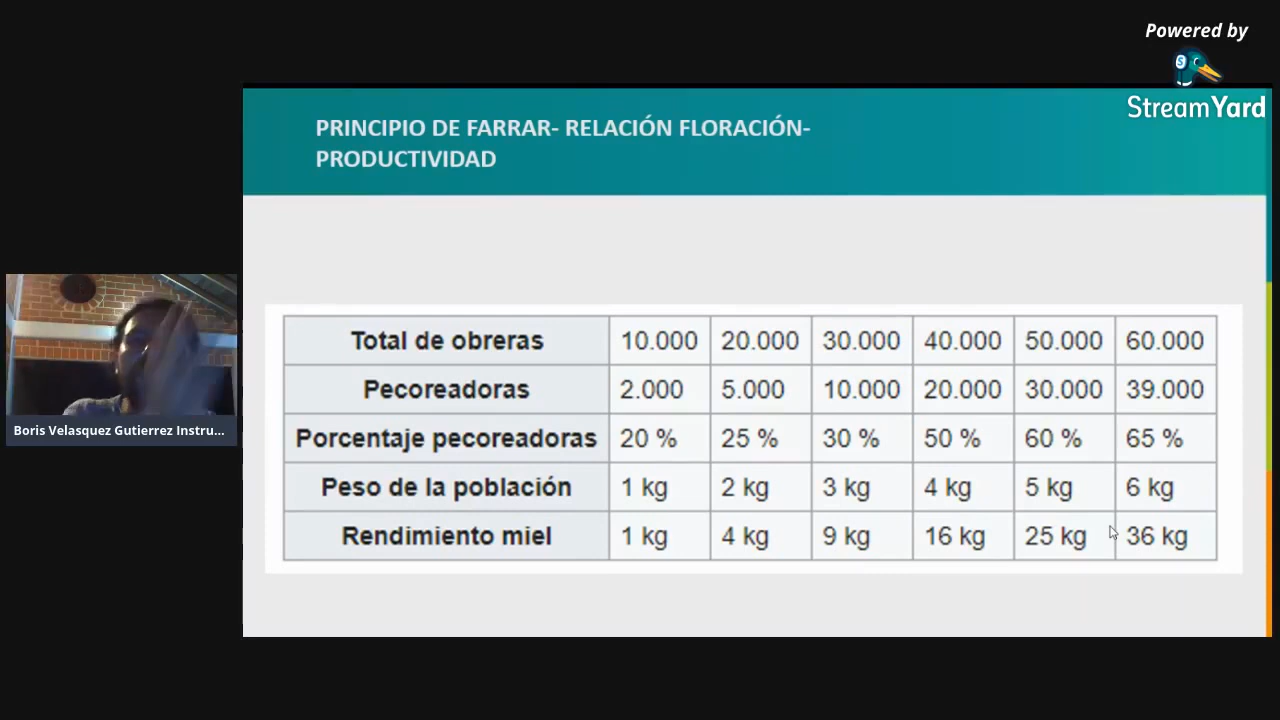 Powered by
StreamYard
PRINCIPIO DE FARRAR- RELACIÓN FLORACIÓN-
PRODUCTIVIDAD
Total de obreras 10.000 20.000 30.000 40.000 50.000 60.000
Pecoreadoras 2.000 5.000 10.000 20.000 30.000 39.000
Porcentaje pecoreadoras 20 % 25 % 30 % 50 % 60 % 65 %
Peso de la población 1 kg 2 kg 3 kg 4 kg 5 kg 6 kg
Rendimiento miel 1 kg 4 kg 9 kg 16 kg 25 kg 36 kg
Boris Velasquez Gutierrez Instru...